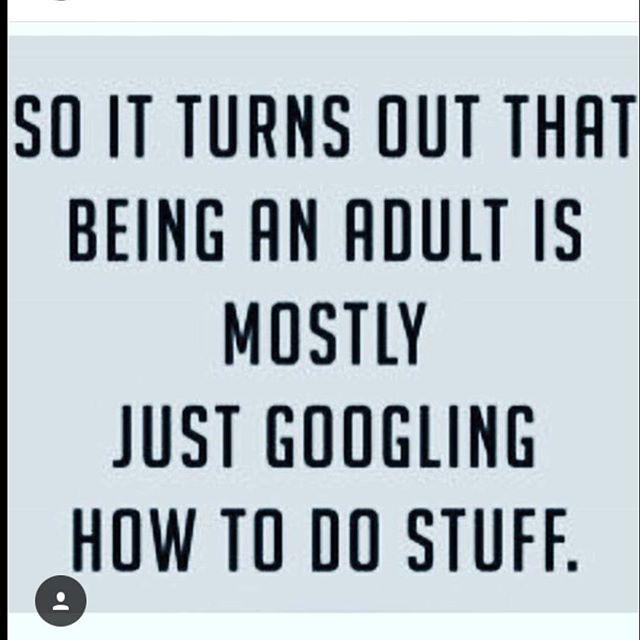 SO IT TURNS OUT THAT
BEING AN ADULT IS
MOSTLY
JUST GOOGLING
HOW TO DO STUFF.